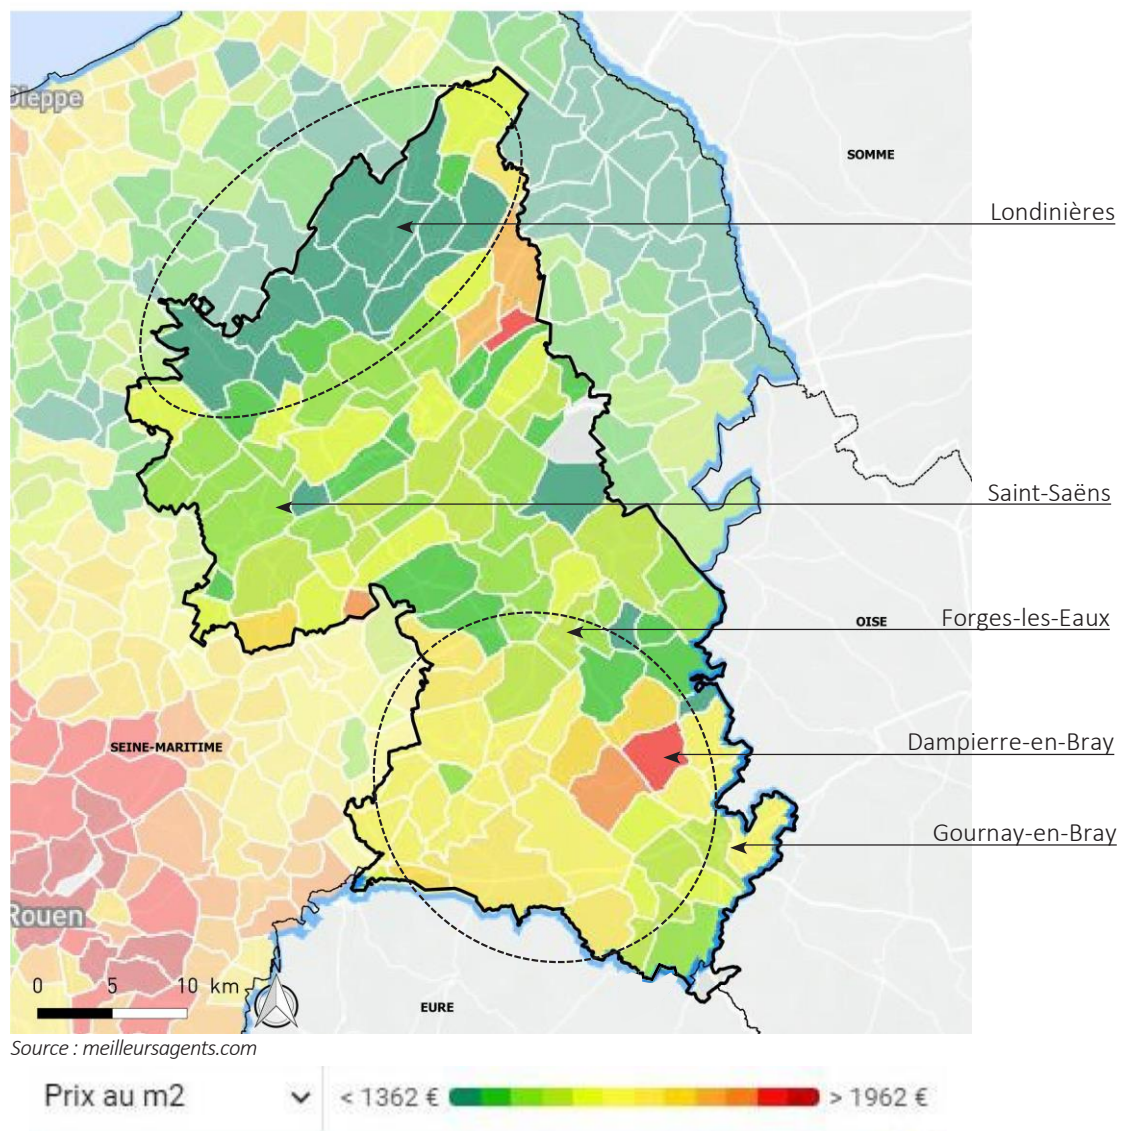 Dieppe
SOMME
Londinières
Saint-Saëns
Forges-les-Eaux
OISE
Dampierre-en-Bray
SEINE-MARITIME
Gournay-en-Bray
Rouen
0 5 10 km
EURE
Source : meilleursagents.com
Prix au m2 < 1362 € > 1962 €